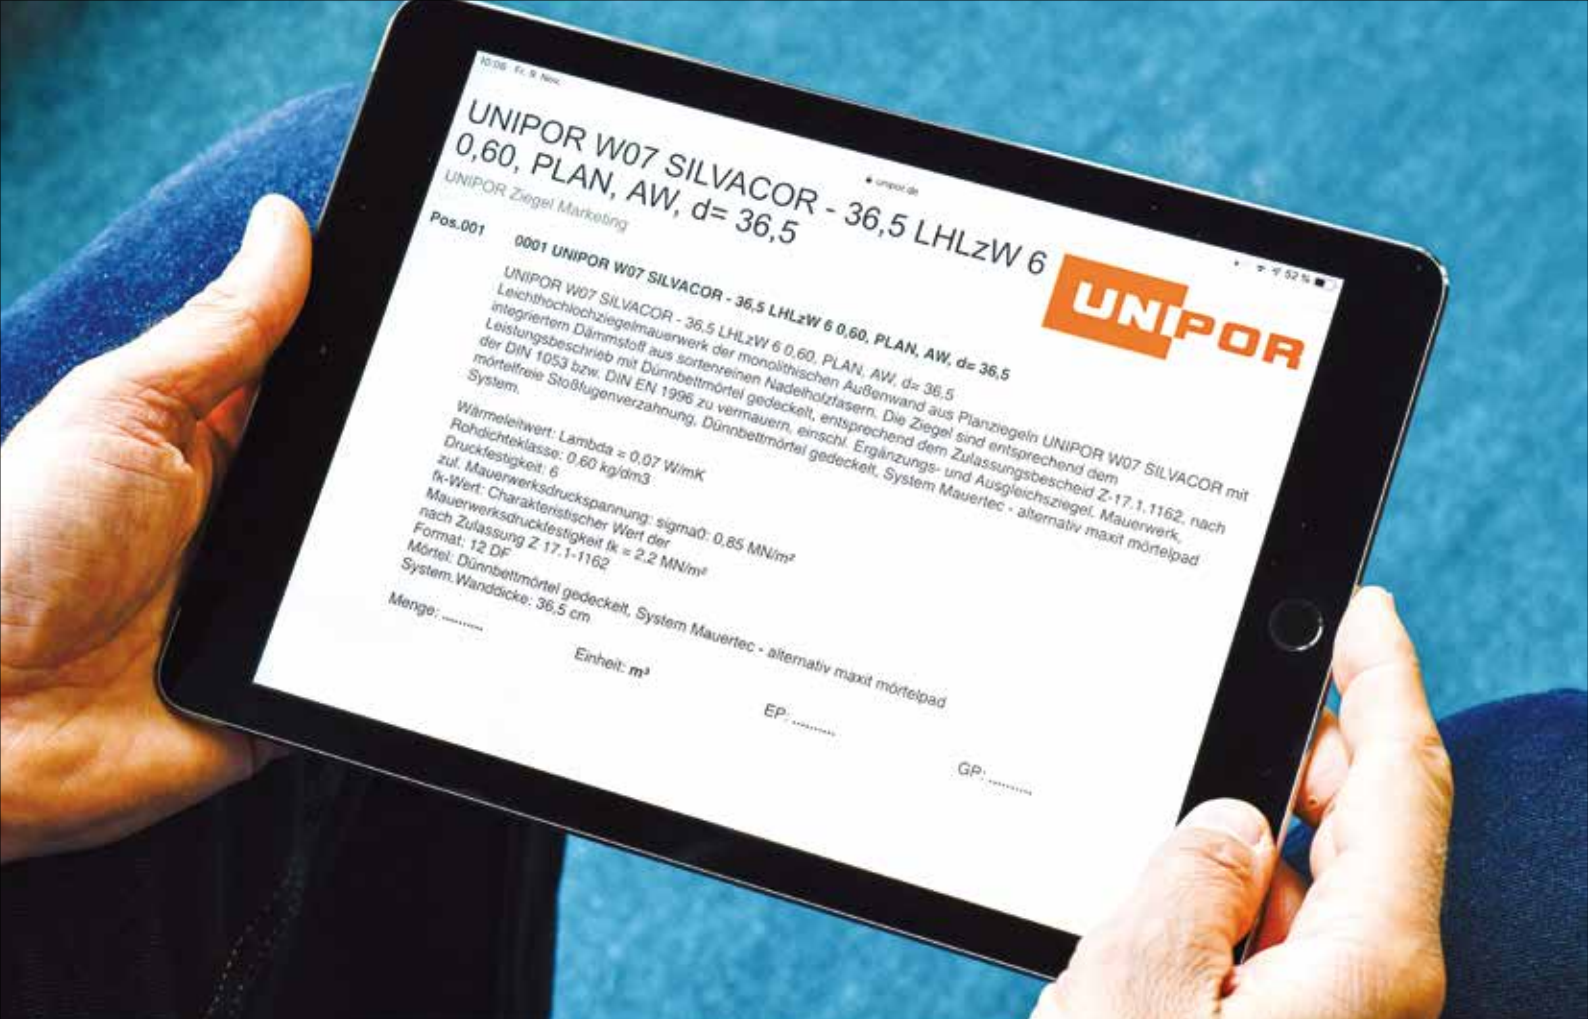 10:06 Fr. 9. Nov.
unipor.de
52 %
UNIPOR W07 SILVACOR - 36,5 LHLzW 6
0,60, PLAN, AW, d= 36,5
UNIPOR Ziegel Marketing
UNIPOR
Pos.001 0001 UNIPOR W07 SILVACOR - 36,5 LHLzW 6 0,60, PLAN, AW, d= 36,5
UNIPOR W07 SILVACOR - 36,5 LHLzW 6 0,60, PLAN, AW, d= 36,5
Leichthochlochziegelmauerwerk der monolithischen Außenwand aus Planziegeln UNIPOR W07 SILVACOR mit
integriertem Dämmstoff aus sortenreinen Nadelholzfasern. Die Ziegel sind entsprechend dem
Leistungsbeschrieb mit Dünnbettmörtel gedeckelt, entsprechend dem Zulassungsbescheid Z-17.1.1162, nach
der DIN 1053 bzw. DIN EN 1996 zu vermauern, einschl. Ergänzungs- und Ausgleichsziegel. Mauerwerk,
mörtelfreie Stoßfugenverzahnung, Dünnbettmörtel gedeckelt, System Mauertec - alternativ maxit mörtelpad
System.
Wärmeleitwert: Lambda = 0,07 W/mK
Rohdichteklasse: 0,60 kg/dm3
Druckfestigkeit: 6
zul. Mauerwerksdruckspannung: sigma0: 0,85 MN/m²
fk-Wert: Charakteristischer Wert der
Mauerwerksdruckfestigkeit fk = 2,2 MN/m²
nach Zulassung Z 17.1-1162
Format: 12 DF
Mörtel: Dünnbettmörtel gedeckelt, System Mauertec - alternativ maxit mörtelpad
System.Wanddicke: 36,5 cm
Menge: .......... Einheit: m³ EP: .......... GP: ..........